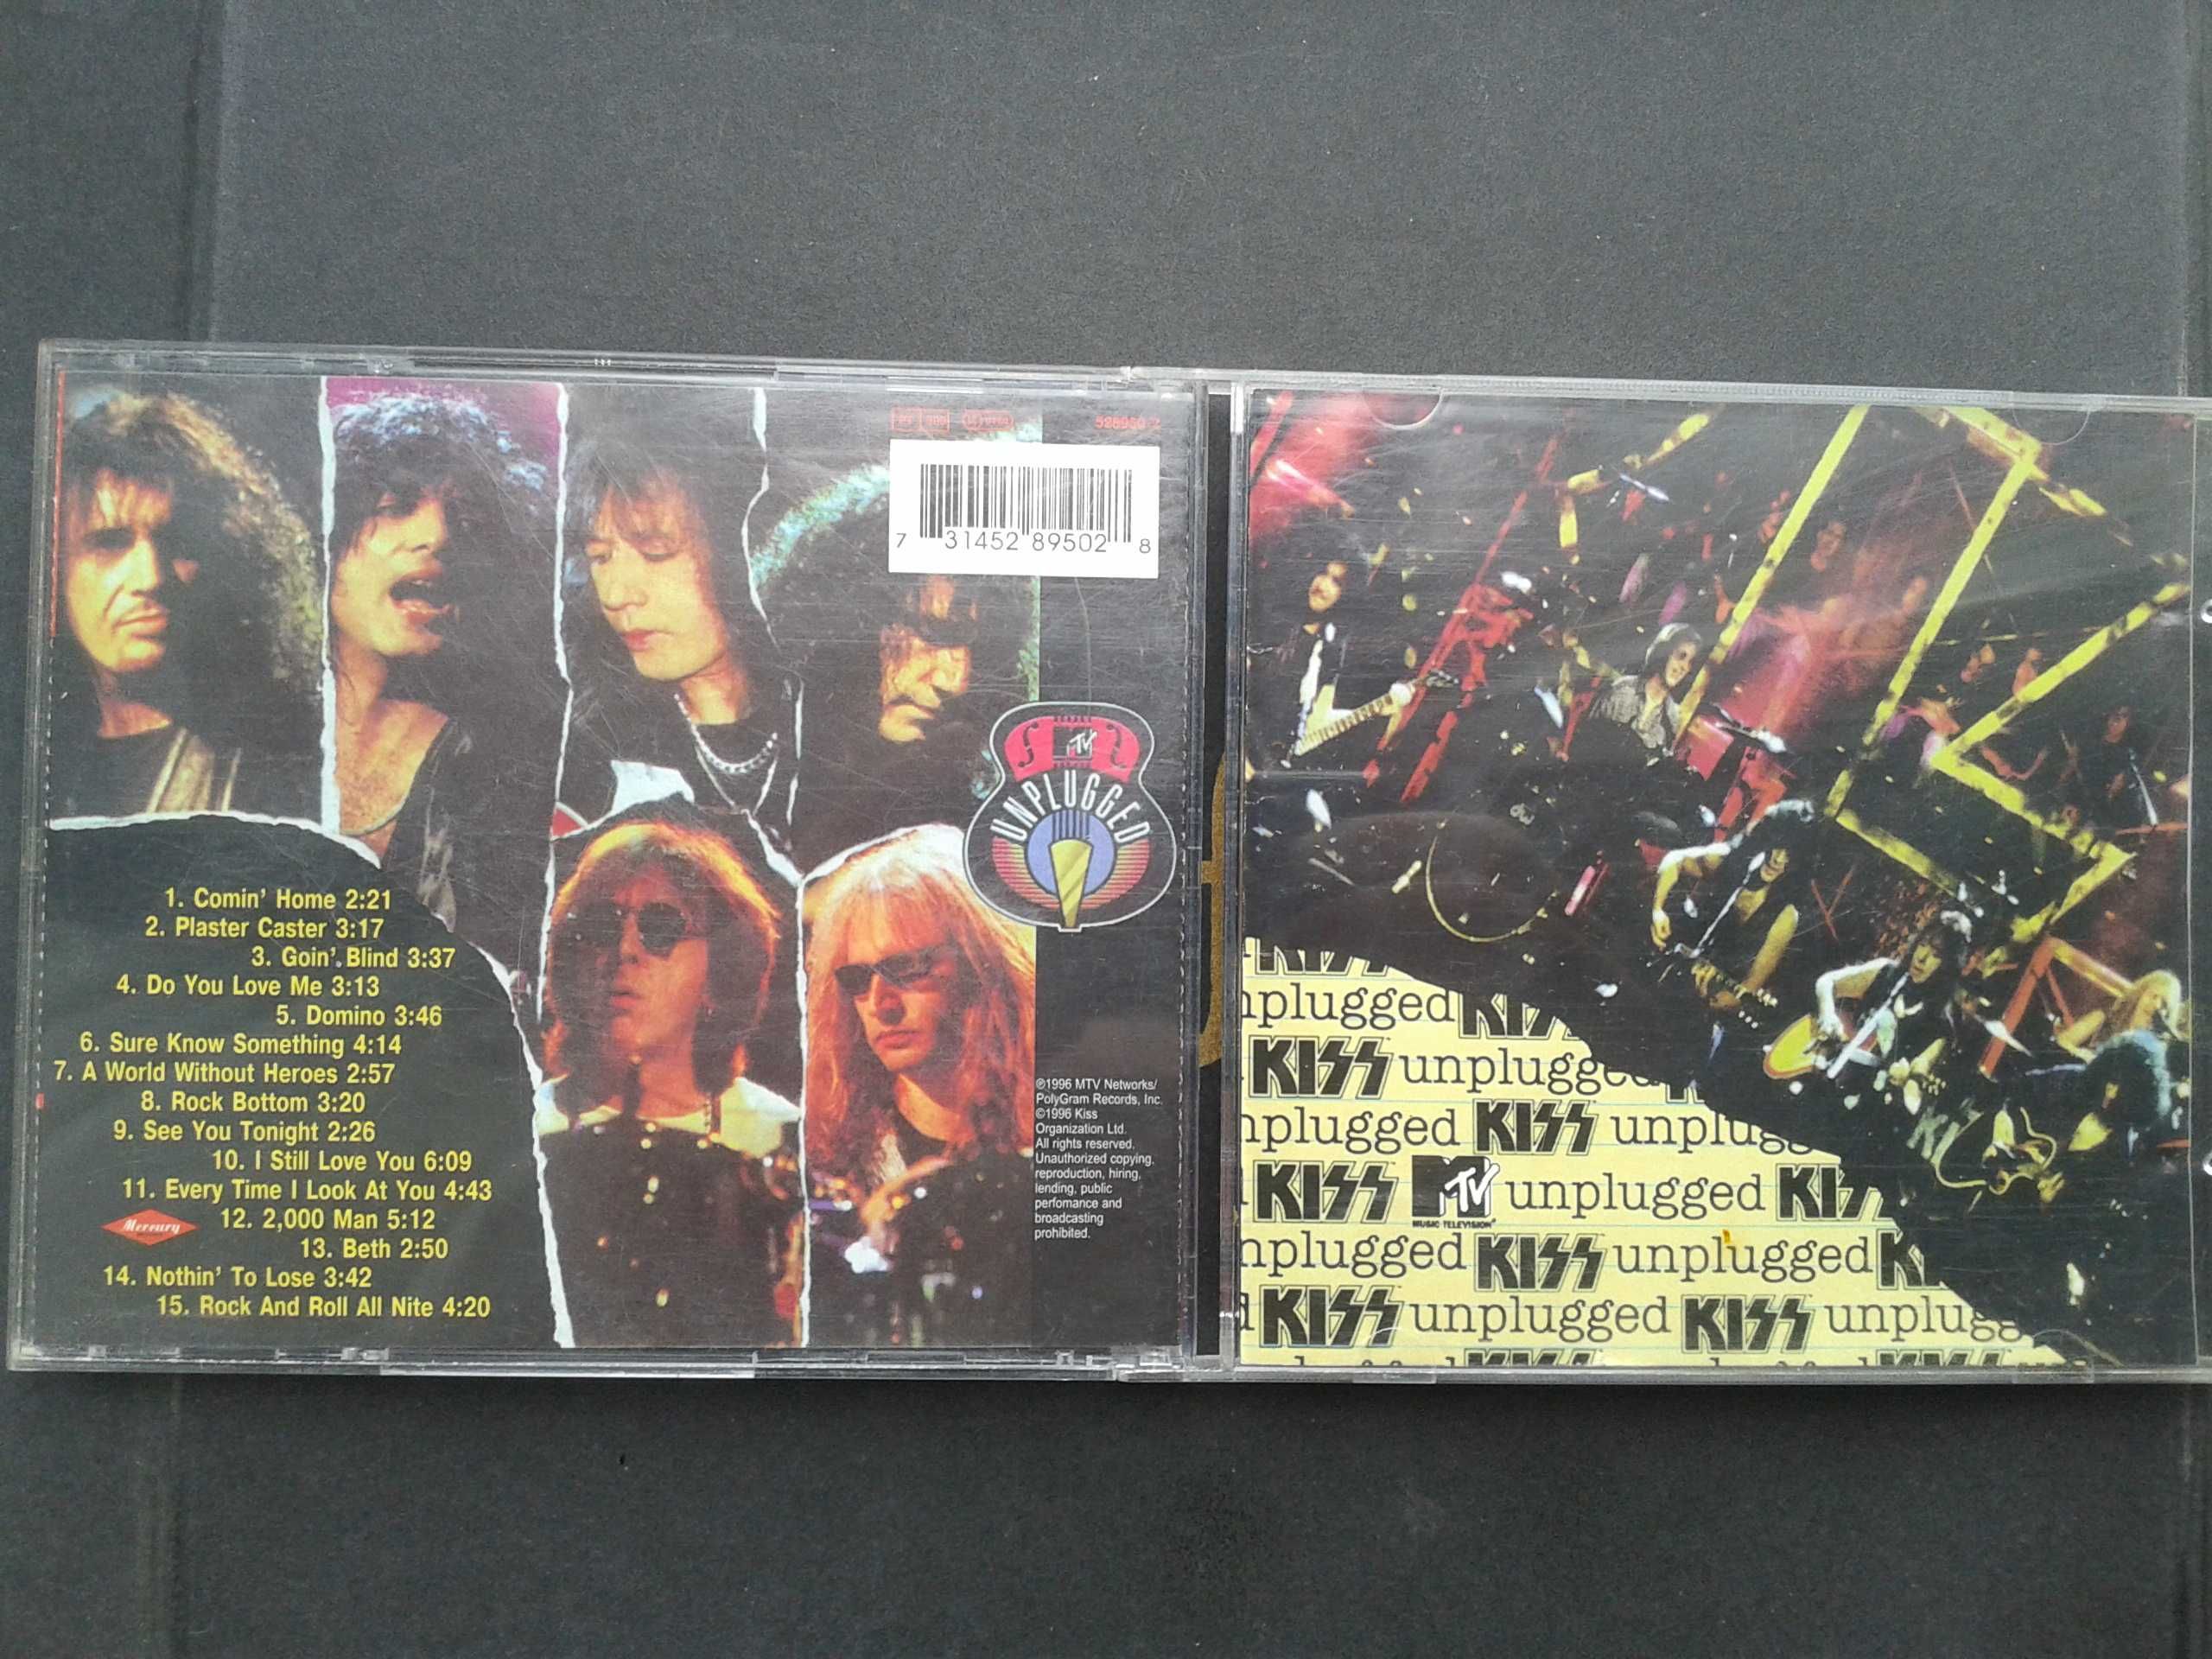 528950-2
7 31452 89502 8
MTV
UNPLUGGED
1. Comin' Home 2:21
2. Plaster Caster 3:17
3. Goin' Blind 3:37
4. Do You Love Me 3:13
5. Domino 3:46
6. Sure Know Something 4:14
7. A World Without Heroes 2:57
8. Rock Bottom 3:20
9. See You Tonight 2:26
10. I Still Love You 6:09
11. Every Time I Look At You 4:43
Mercury
12. 2,000 Man 5:12
13. Beth 2:50
14. Nothin' To Lose 3:42
15. Rock And Roll All Nite 4:20
℗1996 MTV Networks/
PolyGram Records, Inc.
©1996 Kiss
Organization Ltd.
All rights reserved.
Unauthorized copying,
reproduction, hiring,
lending, public
perfomance and
broadcasting
prohibited.
nplugged KISS
KISS unplugged
nplugged KISS unplugg
KISS MTV unplugged KISS
MUSIC TELEVISION
nplugged KISS unplugged K
KISS unplugged KISS unplugg